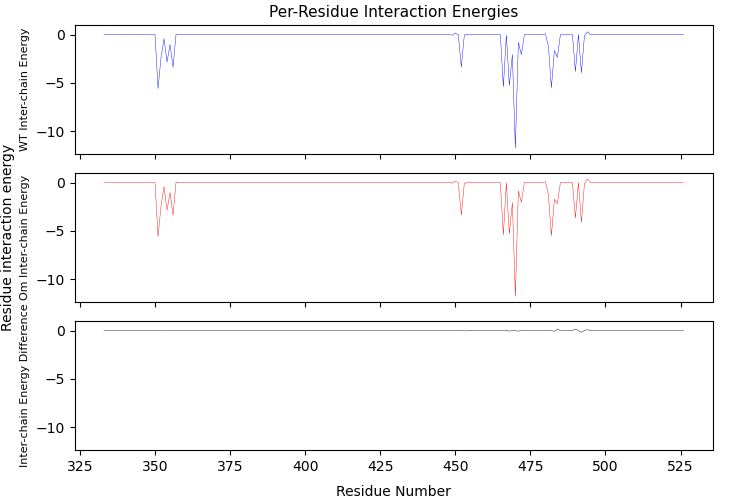 Per-Residue Interaction Energies
Residue interaction energy
WT Inter-chain Energy
0
−5
−10
Om Inter-chain Energy
0
−5
−10
Inter-chain Energy Difference
0
−5
−10
325 350 375 400 425 450 475 500 525
Residue Number